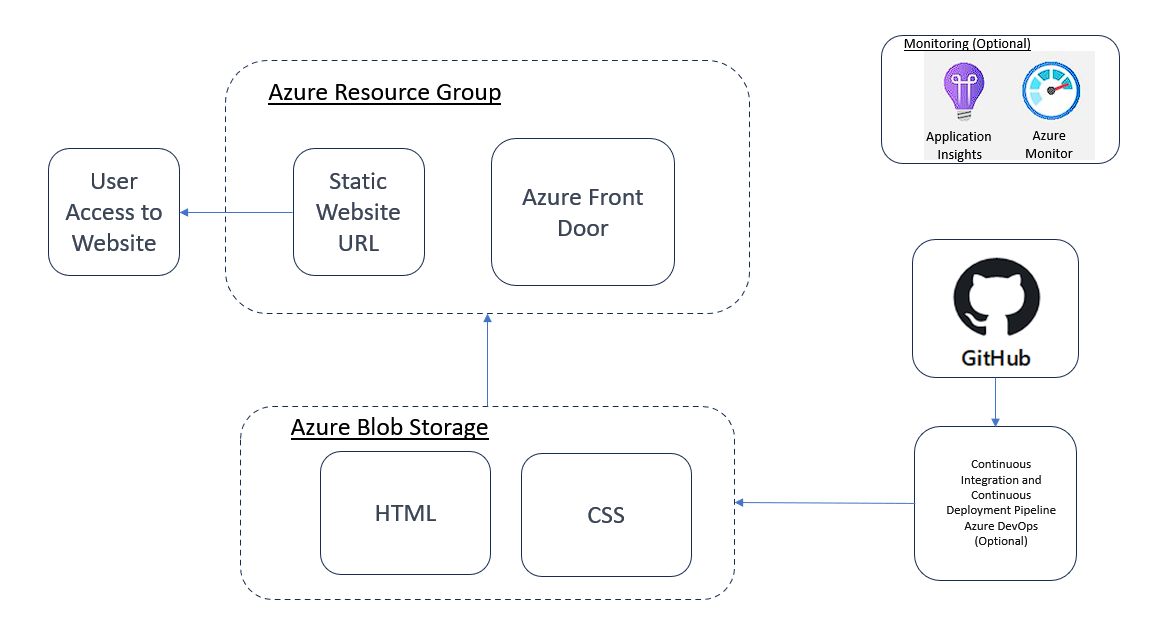 Monitoring (Optional)
Application
Insights
Azure
Monitor
Azure Resource Group
User
Access to
Website
Static
Website
URL
Azure Front
Door
GitHub
Azure Blob Storage
HTML
CSS
Continuous
Integration and
Continuous
Deployment Pipeline
Azure DevOps
(Optional)